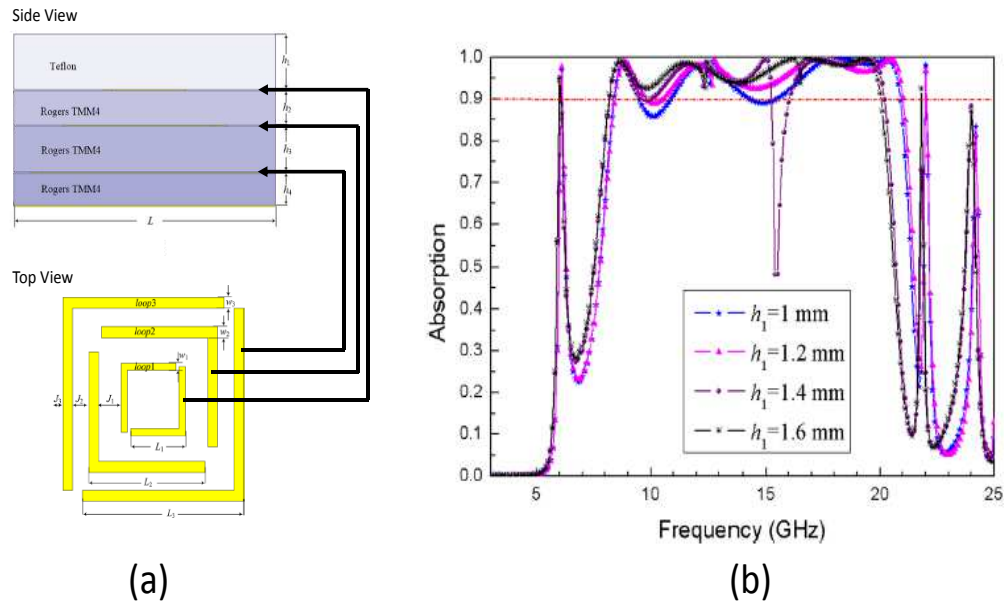 Side View
Teflon
h1
Rogers TMM4
h2
Rogers TMM4
h3
Rogers TMM4
h4
L
Top View
loop3
w3
loop2
w2
loop1
w1
J3
J2
J1
L1
L2
L3
(a)
Absorption
1.0
0.9
0.8
0.7
0.6
0.5
0.4
0.3
0.2
0.1
0.0
h1=1 mm
h1=1.2 mm
h1=1.4 mm
h1=1.6 mm
5 10 15 20 25
Frequency (GHz)
(b)